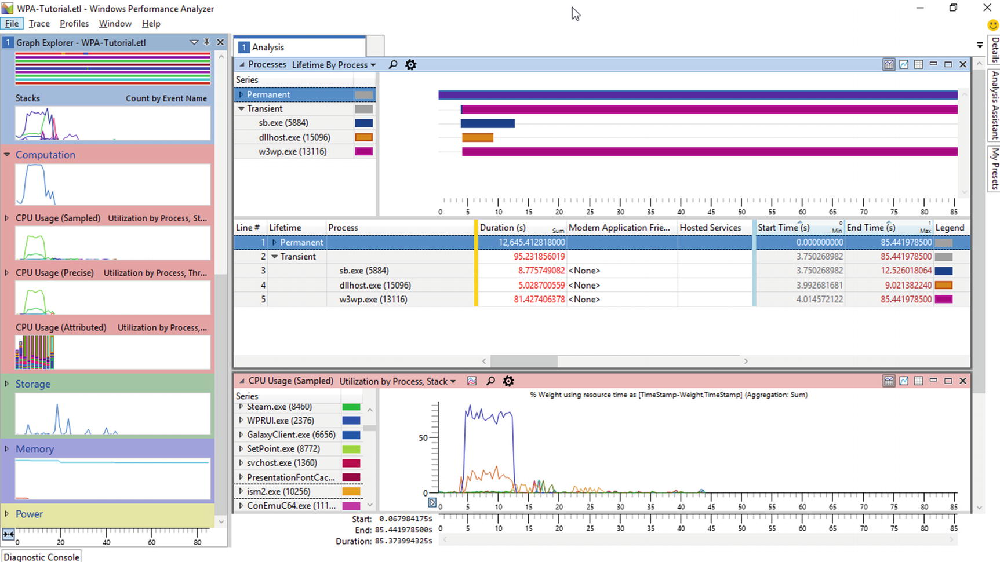 WPA-Tutorial.etl - Windows Performance Analyzer
File Trace Profiles Window Help
1 Graph Explorer - WPA-Tutorial.etl
Stacks Count by Event Name
Computation
CPU Usage (Sampled) Utilization by Process, St...
CPU Usage (Precise) Utilization by Process, Thr...
CPU Usage (Attributed) Utilization by Process,...
Storage
Memory
Power
0 20 40 60 80
Diagnostic Console
1 Analysis
Processes Lifetime By Process
Series
Permanent
Transient
sb.exe (5884)
dllhost.exe (15096)
w3wp.exe (13116)
0 5 10 15 20 25 30 35 40 45 50 55 60 65 70 75 80 85
Line # Lifetime Process Duration (s) Sum Modern Application Frie... Hosted Services Start Time (s) 0 Min End Time (s) 1 Max Legend
1 Permanent 12,645.412818000 0.000000000 85.441978500
2 Transient 95.231856019 3.750268982 85.441978500
3 sb.exe (5884) 8.775749082 <None> 3.750268982 12.526018064
4 dllhost.exe (15096) 5.028700559 <None> 3.992681681 9.021382240
5 w3wp.exe (13116) 81.427406378 <None> 4.014572122 85.441978500
CPU Usage (Sampled) Utilization by Process, Stack
Series
Steam.exe (8460)
WPRUI.exe (2376)
GalaxyClient.exe (6656)
SetPoint.exe (8772)
svchost.exe (1360)
PresentationFontCac...
ism2.exe (10256)
ConEmuC64.exe (111...
% Weight using resource time as [TimeStamp-Weight,TimeStamp] (Aggregation: Sum)
50
0
0 5 10 15 20 25 30 35 40 45 50 55 60 65 70 75 80 85
Start: 0.067984175s
End: 85.441978500s
Duration: 85.373994325s
0 5 10 15 20 25 30 35 40 45 50 55 60 65 70 75 80 85
Details
Analysis Assistant
My Presets